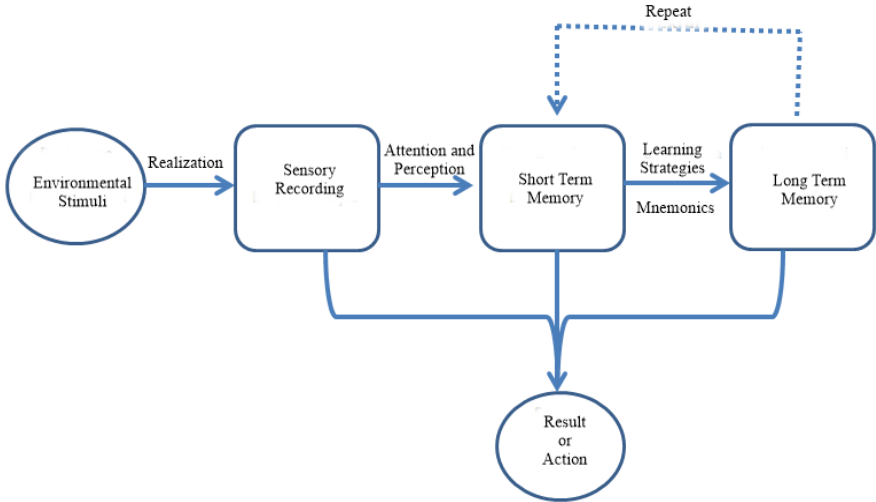 Repeat
Environmental
Stimuli
Realization
Sensory
Recording
Attention and
Perception
Short Term
Memory
Learning
Strategies
Mnemonics
Long Term
Memory
Result
or
Action